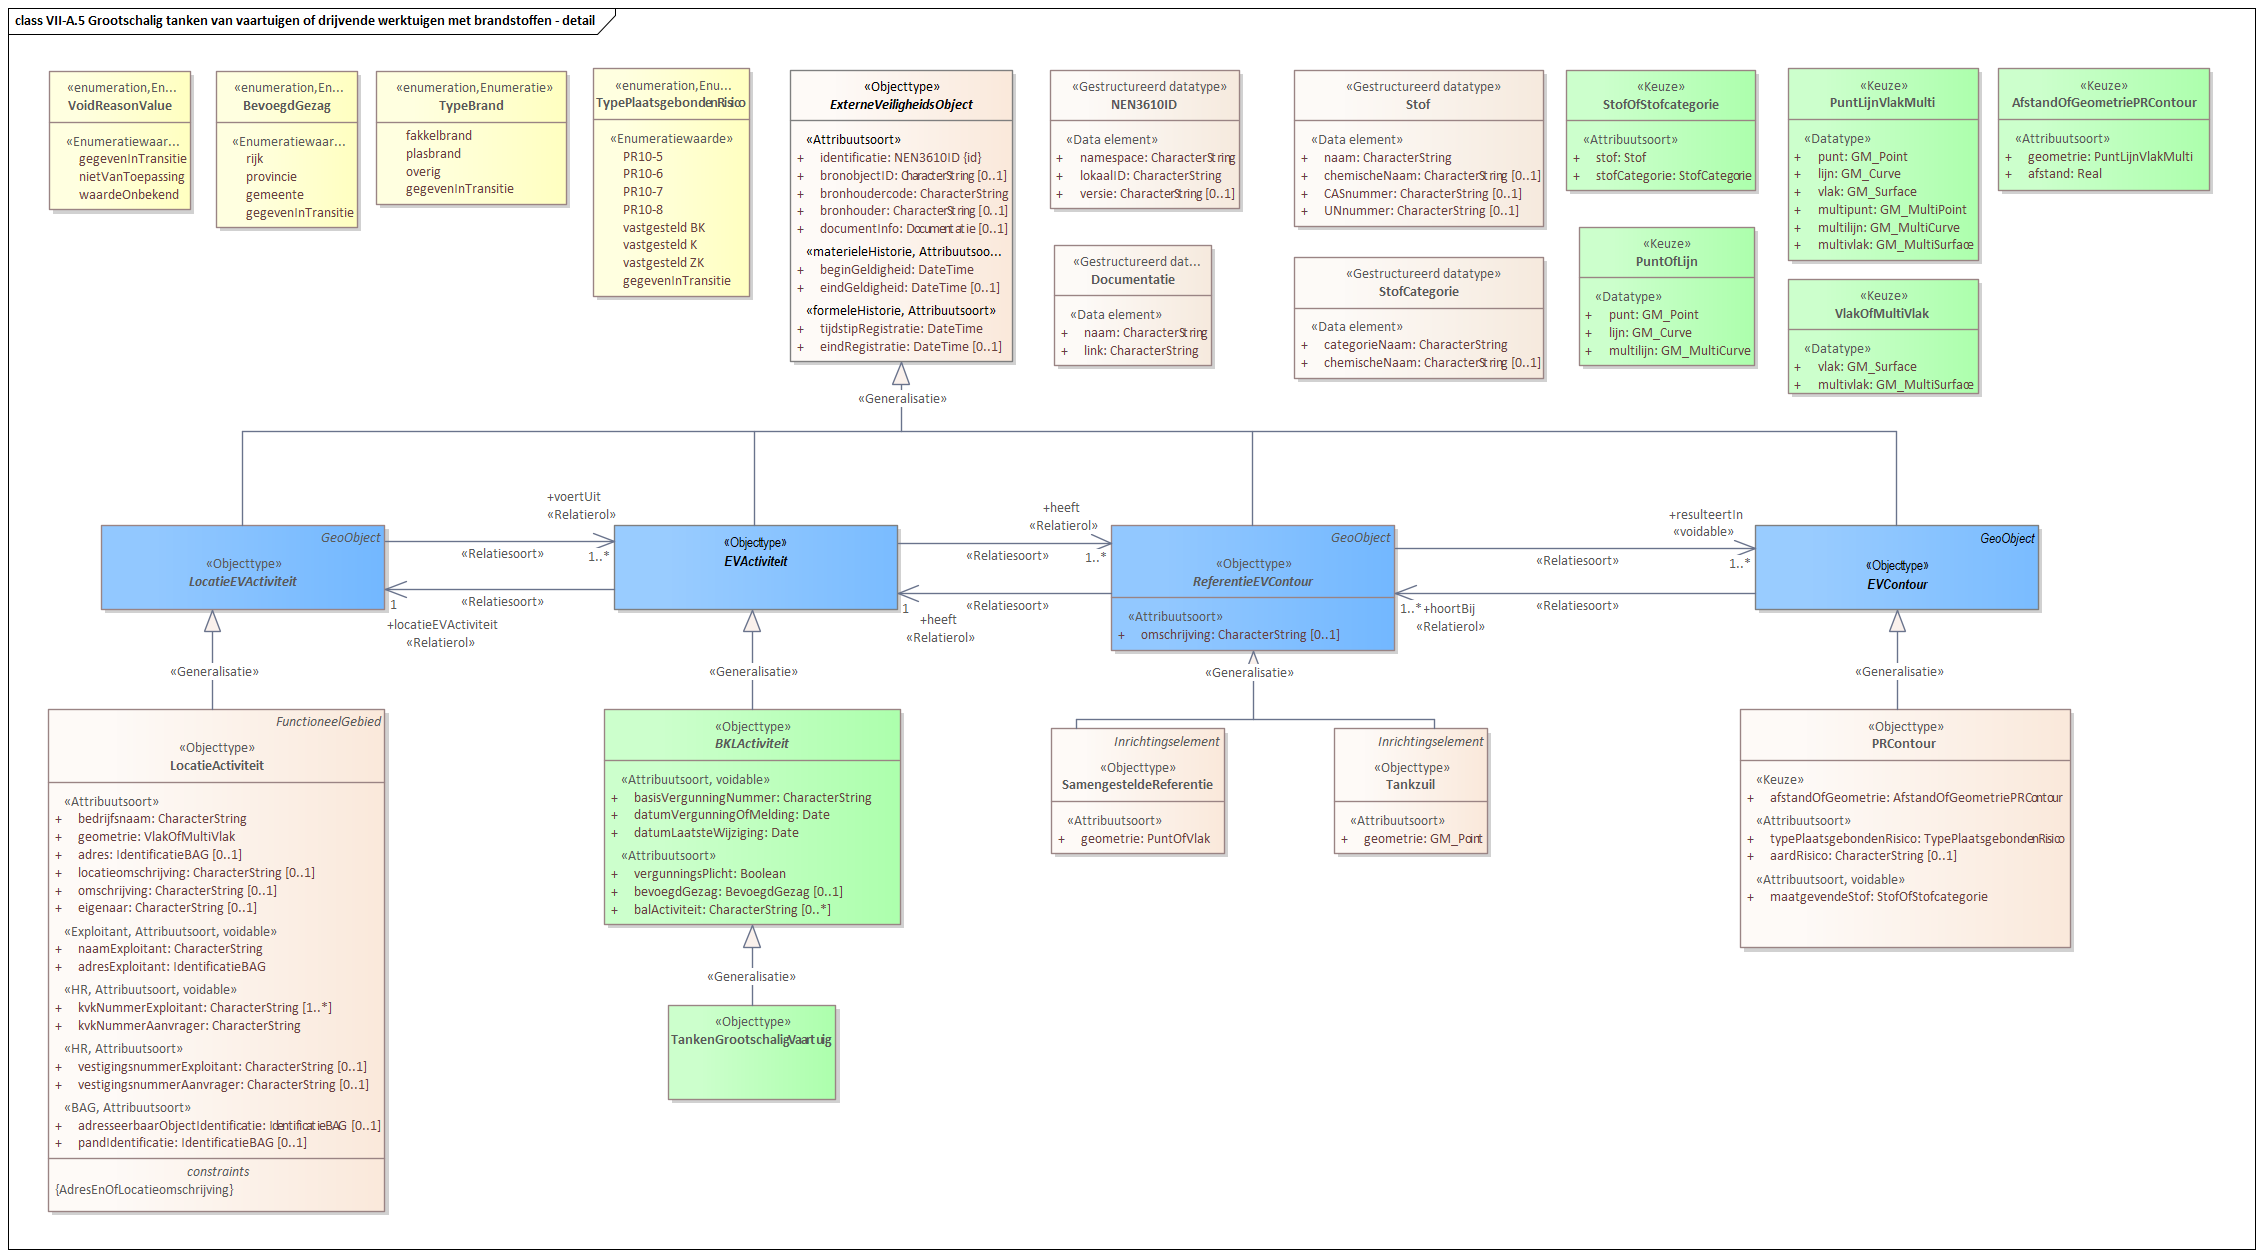 class VII-A.5 Grootschalig tanken van vaartuigen of drijvende werktuigen met brandstoffen - detail
«enumeration,En...
VoidReasonValue
«Enumeratiewaar...
gegevenInTransitie
nietVanToepassing
waardeOnbekend
«enumeration,En...
BevoegdGezag
«Enumeratiewaar...
rijk
provincie
gemeente
gegevenInTransitie
«enumeration,Enumeratie»
TypeBrand
fakkelbrand
plasbrand
overig
gegevenInTransitie
«enumeration,Enu...
TypePlaatsgebondenRisico
«Enumeratiewaarde»
PR10-5
PR10-6
PR10-7
PR10-8
vastgesteld BK
vastgesteld K
vastgesteld ZK
gegevenInTransitie
«Objecttype»
ExterneVeiligheidsObject
«Attribuutsoort»
+ identificatie: NEN3610ID {id}
+ bronobjectID: CharacterString [0..1]
+ bronhoudercode: CharacterString
+ bronhouder: CharacterString [0..1]
+ documentInfo: Documentatie [0..1]
«materieleHistorie, Attribuutsoo...
+ beginGeldigheid: DateTime
+ eindGeldigheid: DateTime [0..1]
«formeleHistorie, Attribuutsoort»
+ tijdstipRegistratie: DateTime
+ eindRegistratie: DateTime [0..1]
«Gestructureerd datatype»
NEN3610ID
«Data element»
+ namespace: CharacterString
+ lokaalID: CharacterString
+ versie: CharacterString [0..1]
«Gestructureerd dat...
Documentatie
«Data element»
+ naam: CharacterString
+ link: CharacterString
«Gestructureerd datatype»
Stof
«Data element»
+ naam: CharacterString
+ chemischeNaam: CharacterString [0..1]
+ CASnummer: CharacterString [0..1]
+ UNnummer: CharacterString [0..1]
«Gestructureerd datatype»
StofCategorie
«Data element»
+ categorieNaam: CharacterString
+ chemischeNaam: CharacterString [0..1]
«Keuze»
StofOfStofcategorie
«Attribuutsoort»
+ stof: Stof
+ stofCategorie: StofCategorie
«Keuze»
PuntOfLijn
«Datatype»
+ punt: GM_Point
+ lijn: GM_Curve
+ multilijn: GM_MultiCurve
«Keuze»
PuntLijnVlakMulti
«Datatype»
+ punt: GM_Point
+ lijn: GM_Curve
+ vlak: GM_Surface
+ multipunt: GM_MultiPoint
+ multilijn: GM_MultiCurve
+ multivlak: GM_MultiSurface
«Keuze»
VlakOfMultiVlak
«Datatype»
+ vlak: GM_Surface
+ multivlak: GM_MultiSurface
«Keuze»
AfstandOfGeometriePRContour
«Attribuutsoort»
+ geometrie: PuntLijnVlakMulti
+ afstand: Real
«Generalisatie»
GeoObject
«Objecttype»
LocatieEVActiviteit
+voertUit
«Relatierol»
«Relatiesoort»
1..*
«Relatiesoort»
1
+locatieEVActiviteit
«Relatierol»
«Objecttype»
EVActiviteit
+heeft
«Relatierol»
«Relatiesoort»
1..*
«Relatiesoort»
1
+heeft
«Relatierol»
GeoObject
«Objecttype»
ReferentieEVContour
«Attribuutsoort»
+ omschrijving: CharacterString [0..1]
+resulteertIn
«voidable»
«Relatiesoort»
1..*
«Relatiesoort»
1..*
+hoortBij
«Relatierol»
GeoObject
«Objecttype»
EVContour
«Generalisatie»
«Generalisatie»
«Generalisatie»
«Generalisatie»
FunctioneelGebied
«Objecttype»
LocatieActiviteit
«Attribuutsoort»
+ bedrijfsnaam: CharacterString
+ geometrie: VlakOfMultiVlak
+ adres: IdentificatieBAG [0..1]
+ locatieomschrijving: CharacterString [0..1]
+ omschrijving: CharacterString [0..1]
+ eigenaar: CharacterString [0..1]
«Exploitant, Attribuutsoort, voidable»
+ naamExploitant: CharacterString
+ adresExploitant: IdentificatieBAG
«HR, Attribuutsoort, voidable»
+ kvkNummerExploitant: CharacterString [1..*]
+ kvkNummerAanvrager: CharacterString
«HR, Attribuutsoort»
+ vestigingsnummerExploitant: CharacterString [0..1]
+ vestigingsnummerAanvrager: CharacterString [0..1]
«BAG, Attribuutsoort»
+ adresseerbaarObjectIdentificatie: IdentificatieBAG [0..1]
+ pandIdentificatie: IdentificatieBAG [0..1]
constraints
{AdresEnOfLocatieomschrijving}
«Objecttype»
BKLActiviteit
«Attribuutsoort, voidable»
+ basisVergunningNummer: CharacterString
+ datumVergunningOfMelding: Date
+ datumLaatsteWijziging: Date
«Attribuutsoort»
+ vergunningsPlicht: Boolean
+ bevoegdGezag: BevoegdGezag [0..1]
+ balActiviteit: CharacterString [0..*]
«Generalisatie»
«Objecttype»
TankenGrootschaligVaartuig
Inrichtingselement
«Objecttype»
SamengesteldeReferentie
«Attribuutsoort»
+ geometrie: PuntOfVlak
Inrichtingselement
«Objecttype»
Tankzuil
«Attribuutsoort»
+ geometrie: GM_Point
«Objecttype»
PRContour
«Keuze»
+ afstandOfGeometrie: AfstandOfGeometriePRContour
«Attribuutsoort»
+ typePlaatsgebondenRisico: TypePlaatsgebondenRisico
+ aardRisico: CharacterString [0..1]
«Attribuutsoort, voidable»
+ maatgevendeStof: StofOfStofcategorie